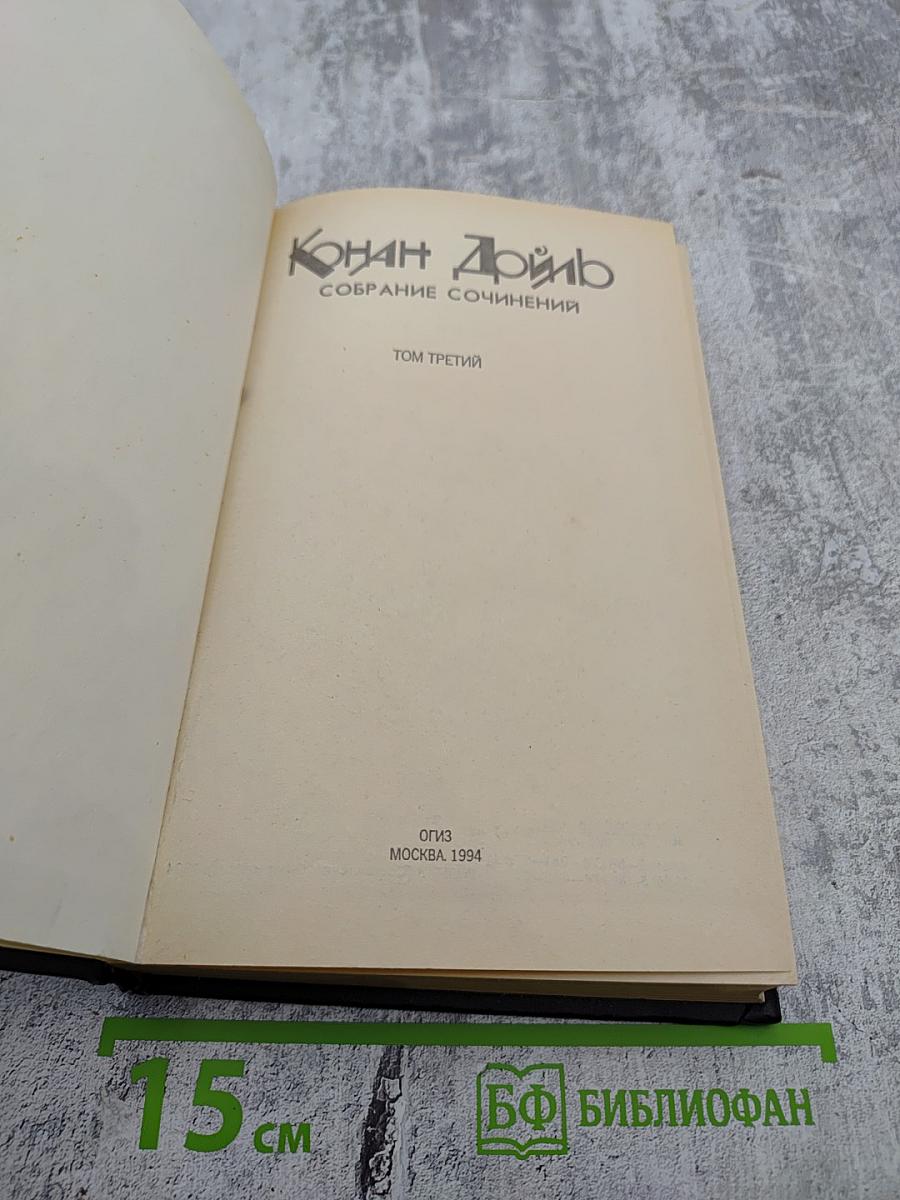 Конан Дойль
СОБРАНИЕ СОЧИНЕНИЙ
ТОМ ТРЕТИЙ
ОГИЗ
МОСКВА. 1994
15 см
БФ БИБЛИОФАН